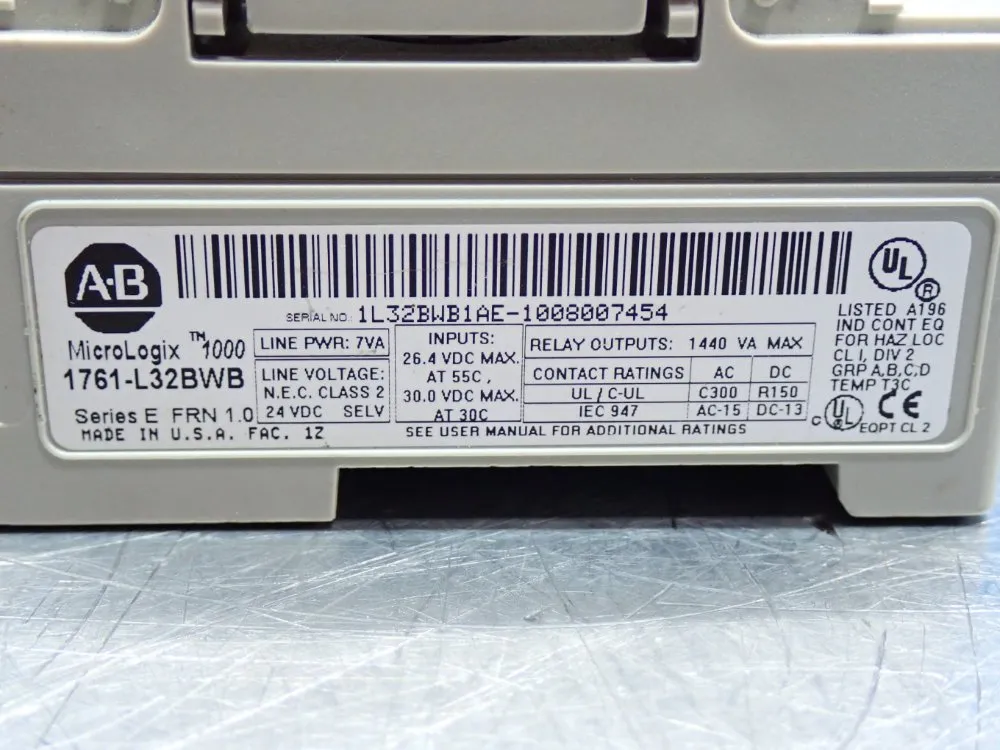 A·B
SERIAL NO. 1L32BWB1AE-1008007454
MicroLogix ™ 1000
1761-L32BWB
Series E FRN 1.0
MADE IN U.S.A. FAC. 1Z
LINE PWR: 7VA
LINE VOLTAGE:
N.E.C. CLASS 2
24 VDC SELV
INPUTS:
26.4 VDC MAX.
AT 55C ,
30.0 VDC MAX.
AT 30C
RELAY OUTPUTS: 1440 VA MAX
CONTACT RATINGS AC DC
UL / C-UL C300 R150
IEC 947 AC-15 DC-13
SEE USER MANUAL FOR ADDITIONAL RATINGS
UL ®
LISTED A196
IND CONT EQ
FOR HAZ LOC
CL I, DIV 2
GRP A,B,C,D
TEMP T3C
C UL CE
EQPT CL 2